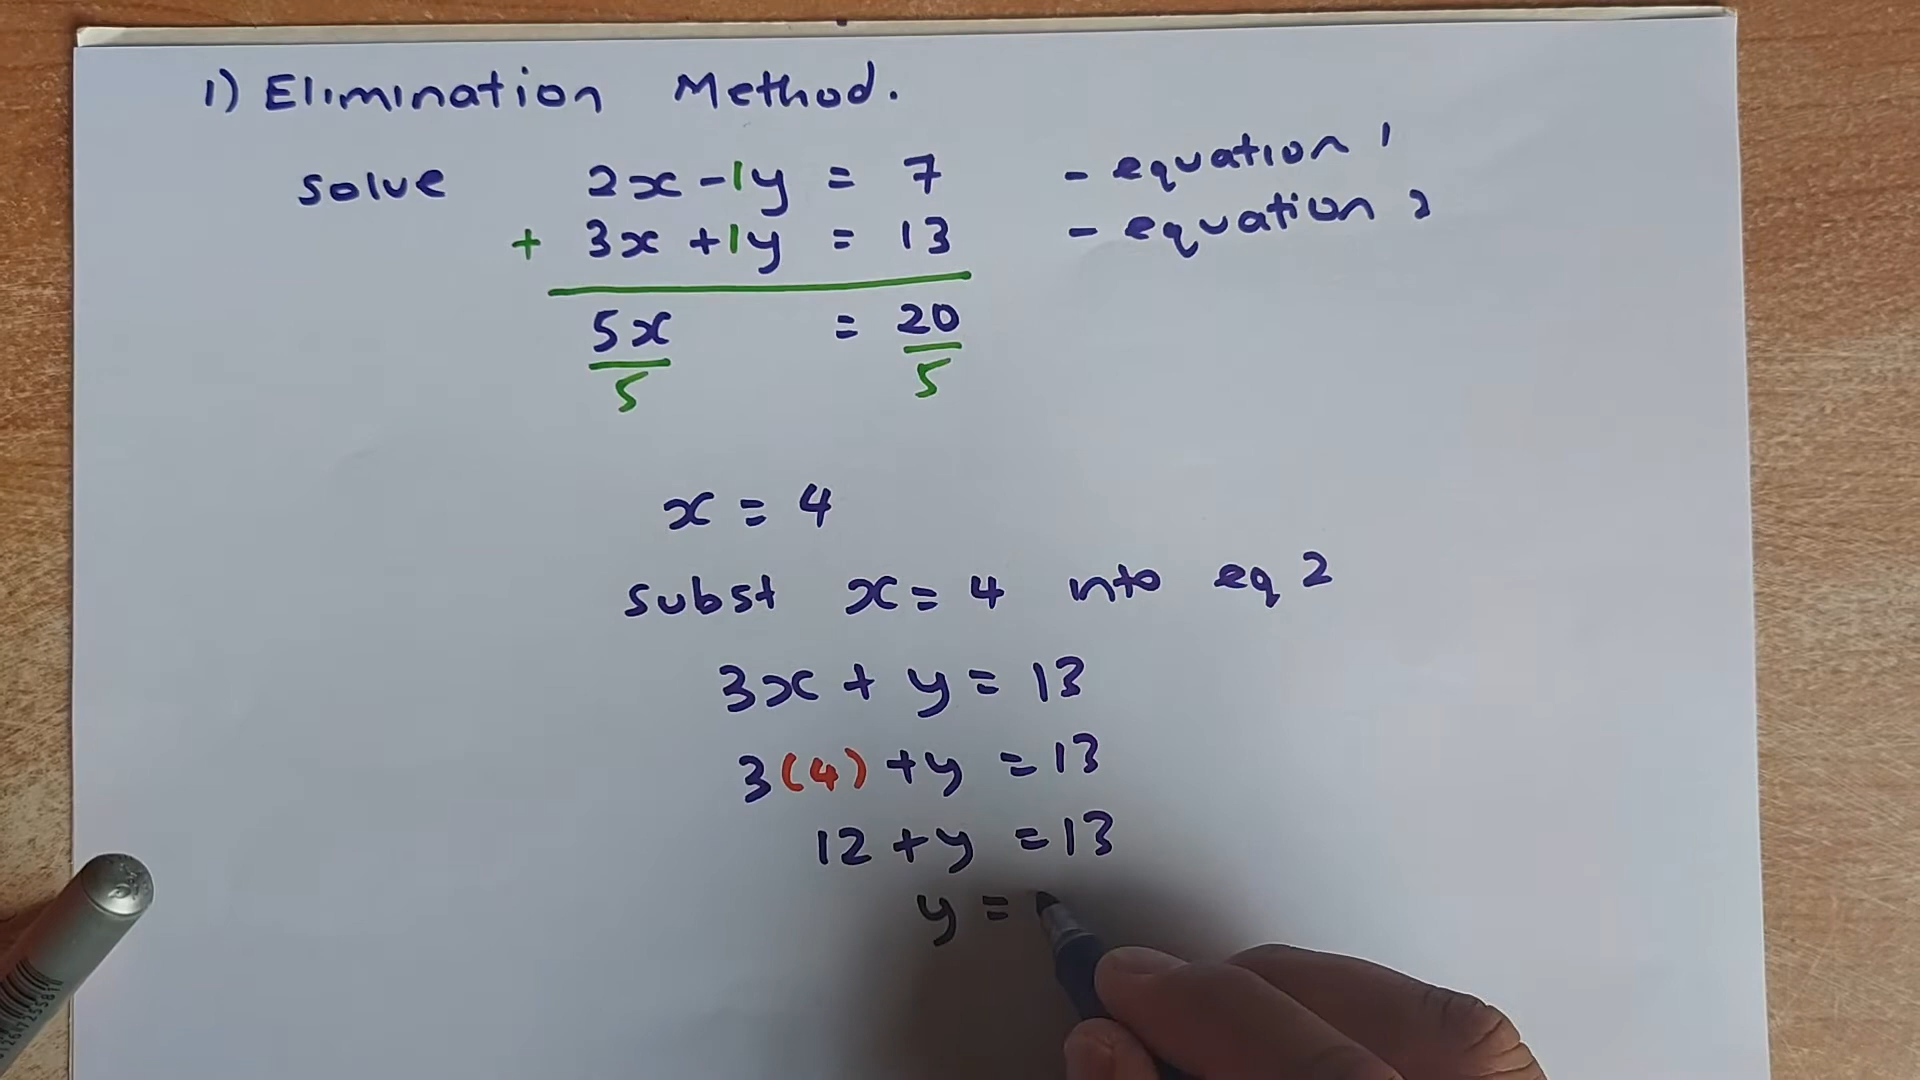 1) Elimination Method.
solve 2x - 1y = 7 - equation 1
+ 3x + 1y = 13 - equation 2
5x = 20
5 5
x = 4
subst x = 4 into eq 2
3x + y = 13
3(4) + y = 13
12 + y = 13
y =